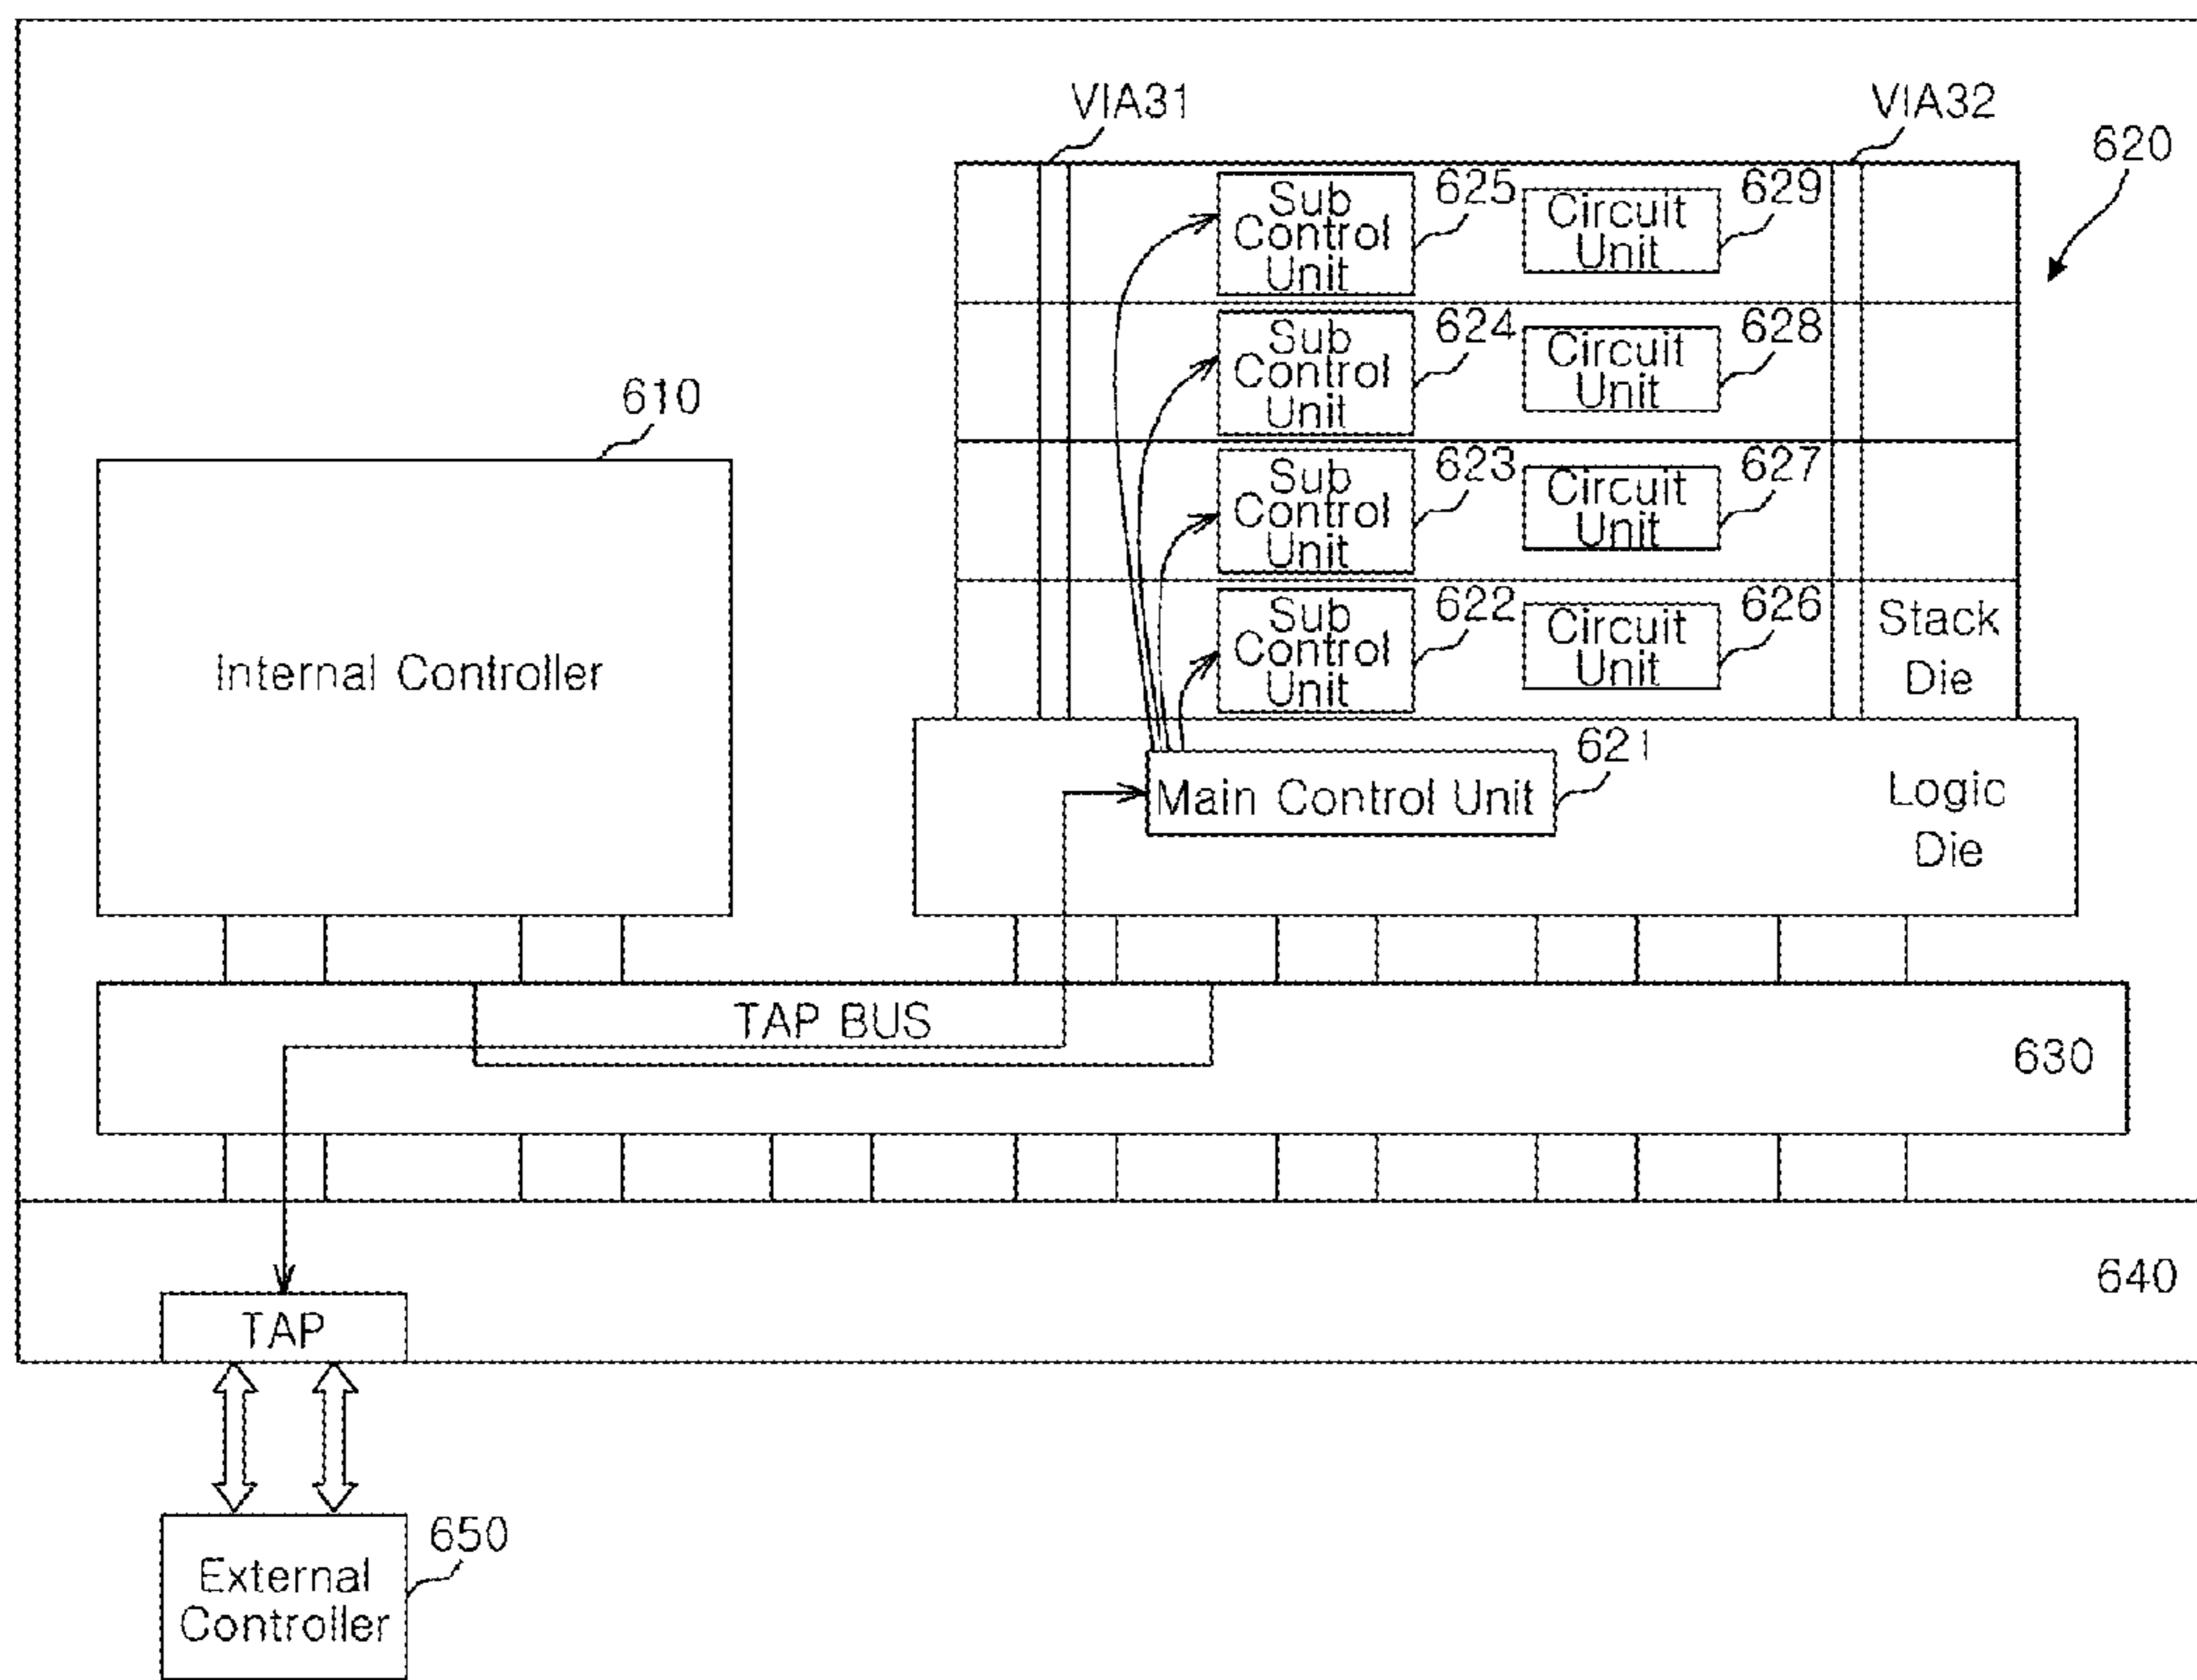 VIA31
VIA32
620
Sub
Control
Unit
625
Circuit
Unit
629
Sub
Control
Unit
624
Circuit
Unit
628
610
Sub
Control
Unit
623
Circuit
Unit
627
Internal Controller
Sub
Control
Unit
622
Circuit
Unit
626
Stack
Die
621
Main Control Unit
Logic
Die
TAP BUS
630
640
TAP
650
External
Controller